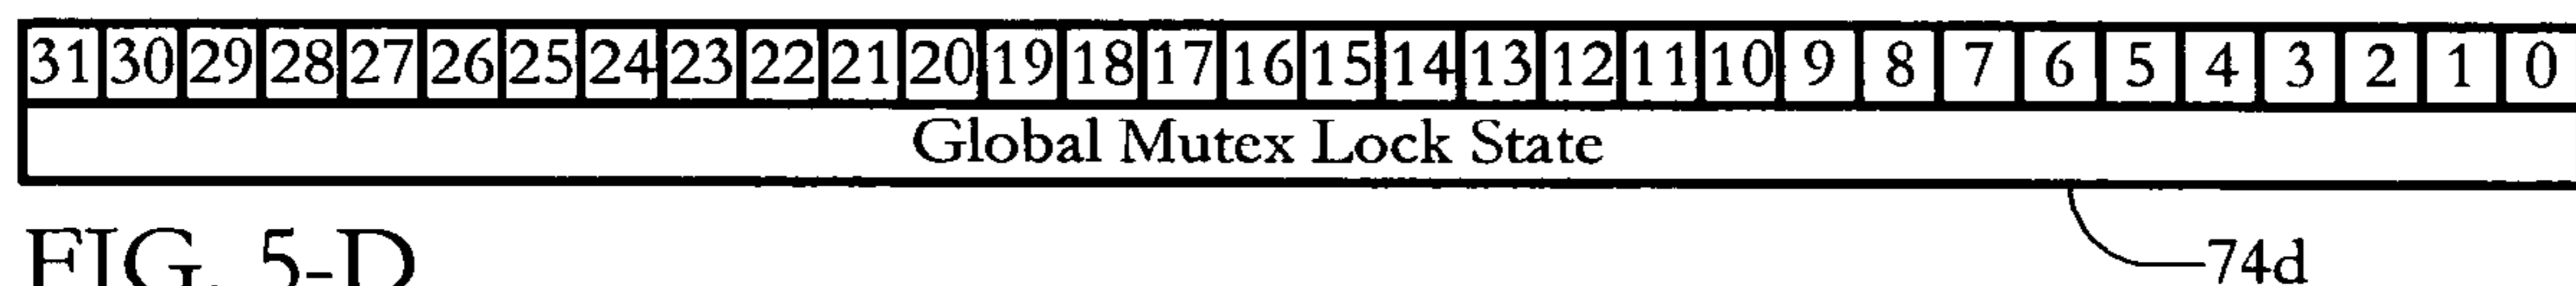 31 30 29 28 27 26 25 24 23 22 21 20 19 18 17 16 15 14 13 12 11 10 9 8 7 6 5 4 3 2 1 0
Global Mutex Lock State
74d
FIG. 5-D